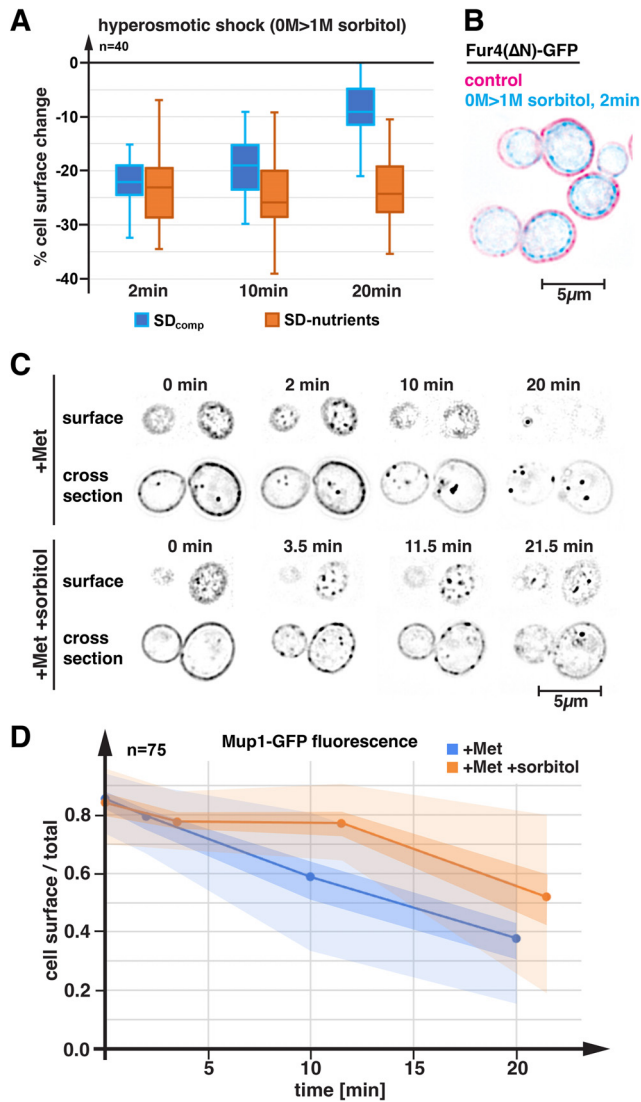 A
hyperosmotic shock (0M>1M sorbitol)
n=40
% cell surface change
0
-10
-20
-30
-40
2min 10min 20min
SDcomp SD-nutrients
B
Fur4(ΔN)-GFP
control
0M>1M sorbitol, 2min
5µm
C
+Met
0 min 2 min 10 min 20 min
surface
cross
section
+Met +sorbitol
0 min 3.5 min 11.5 min 21.5 min
surface
cross
section
5µm
D
n=75
Mup1-GFP fluorescence
+Met
+Met +sorbitol
cell surface / total
0.8
0.6
0.4
0.2
0.0
5 10 15 20
time [min]